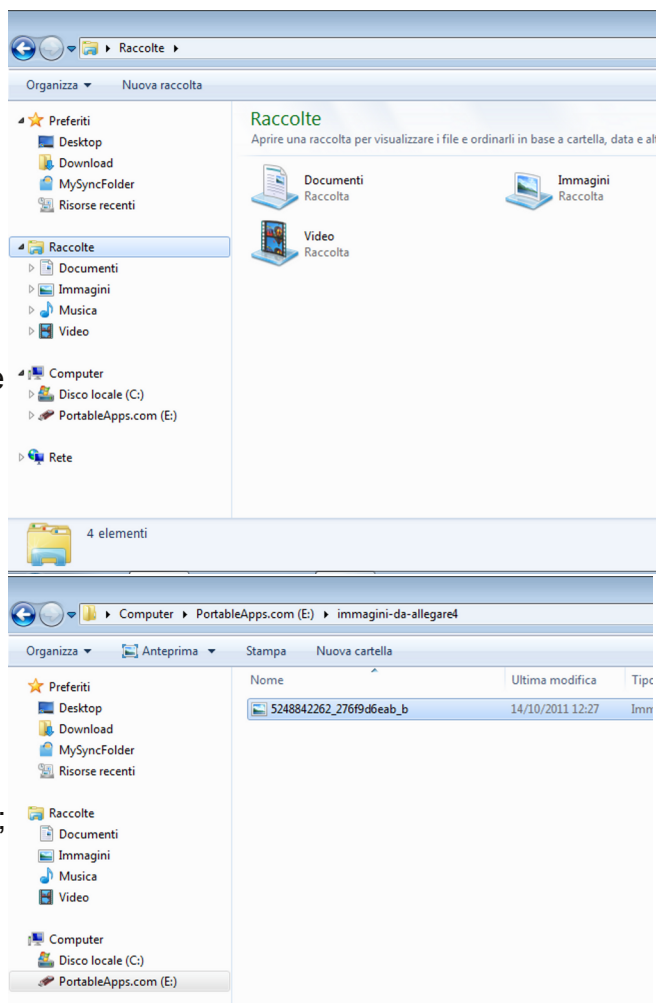 Raccolte
Organizza Nuova raccolta
Preferiti
Desktop
Download
MySyncFolder
Risorse recenti
Raccolte
Documenti
Immagini
Musica
Video
e
Computer
Disco locale (C:)
PortableApps.com (E:)
Rete
Raccolte
Aprire una raccolta per visualizzare i file e ordinarli in base a cartella, data e alt
Documenti
Raccolta
Immagini
Raccolta
Video
Raccolta
4 elementi
Computer PortableApps.com (E:) immagini-da-allegare4
Organizza Anteprima Stampa Nuova cartella
Preferiti
Desktop
Download
MySyncFolder
Risorse recenti
;
Raccolte
Documenti
Immagini
Musica
Video
Computer
Disco locale (C:)
PortableApps.com (E:)
Nome Ultima modifica Tipo
5248842262_276f9d6eab_b 14/10/2011 12:27 Imm